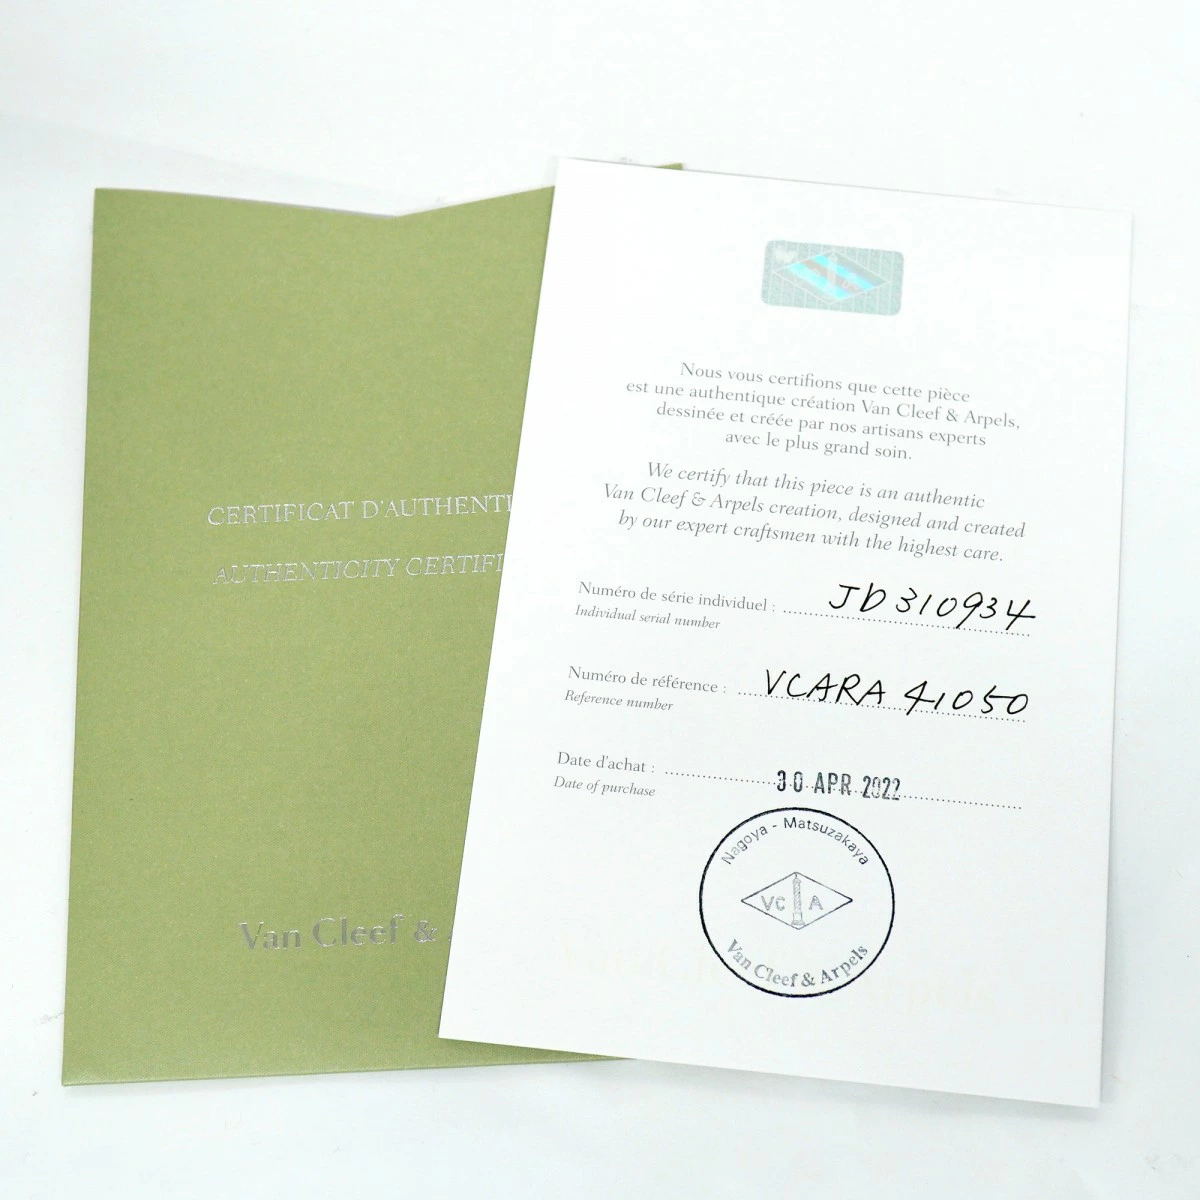 CERTIFICAT D'AUTHENTI
AUTHENTICITY CERTIFI
Van Cleef &
Nous vous certifions que cette pièce
est une authentique création Van Cleef & Arpels,
dessinée et créée par nos artisans experts
avec le plus grand soin.
We certify that this piece is an authentic
Van Cleef & Arpels creation, designed and created
by our expert craftsmen with the highest care.
Numéro de série individuel : JD310934
Individual serial number
Numéro de référence : VCARA 41050
Reference number
Date d'achat : 30 APR 2022
Date of purchase
Nagoya - Matsuzakaya
VC A
Van Cleef & Arpels